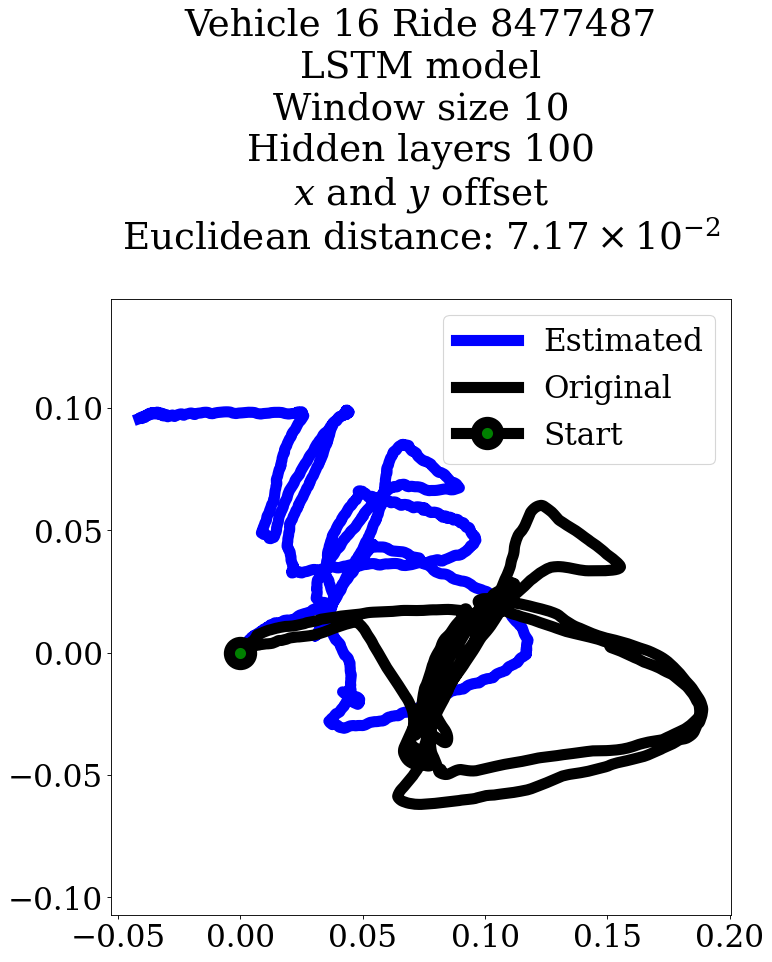 Vehicle 16 Ride 8477487
LSTM model
Window size 10
Hidden layers 100
x and y offset
Euclidean distance: 7.17 × 10⁻²
Estimated
Original
Start
0.10
0.05
0.00
−0.05
−0.10
−0.05 0.00 0.05 0.10 0.15 0.20